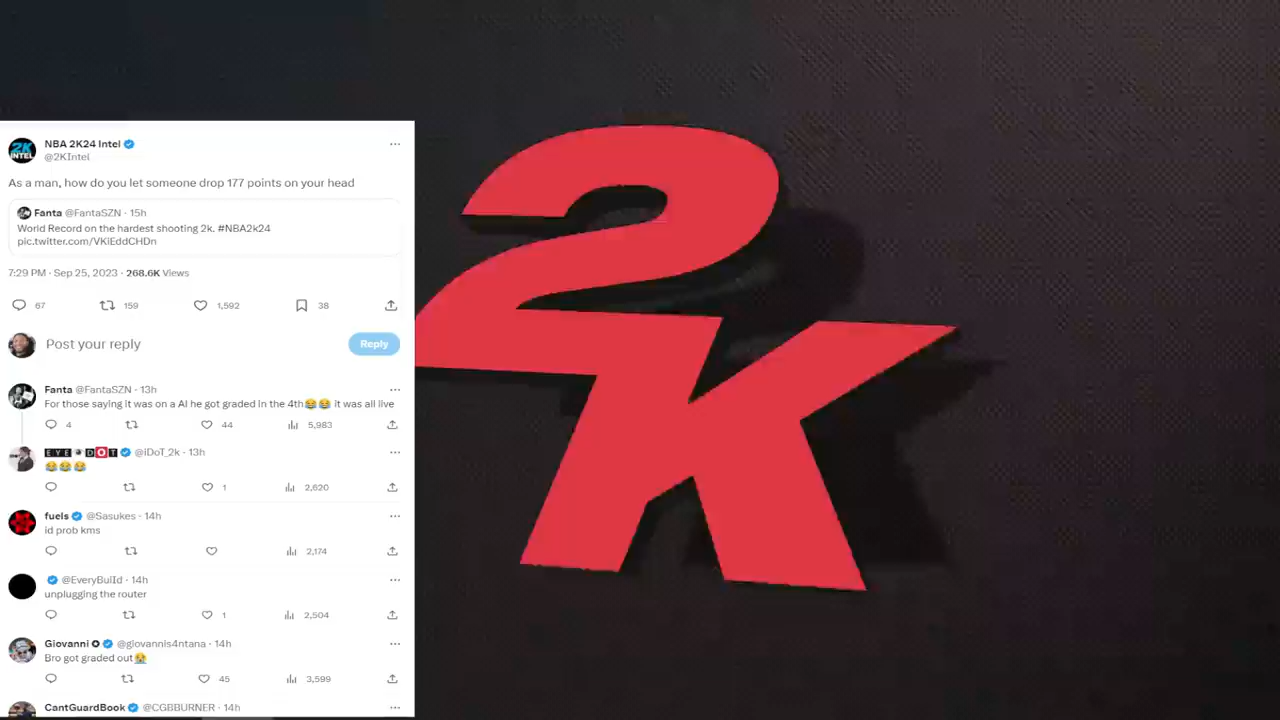 NBA 2K24 Intel
@2KIntel
As a man, how do you let someone drop 177 points on your head
Fanta @FantaSZN · 15h
World Record on the hardest shooting 2k. #NBA2k24
pic.twitter.com/VKiEddCHDn
7:29 PM · Sep 25, 2023 · 268.6K Views
67 159 1,592 38
Post your reply Reply
Fanta @FantaSZN · 13h
For those saying it was on a AI he got graded in the 4th😂😂 it was all live
4 44 5,983
EYE DOT @iDoT_2k · 13h
😂😂😂
1 2,620
fuels @Sasukes · 14h
id prob kms
2,174
@EveryBuild · 14h
unplugging the router
1 2,504
Giovanni @giovannis4ntana · 14h
Bro got graded out😭
45 3,599
CantGuardBook @CGBBURNER · 14h
2K INTEL
2K